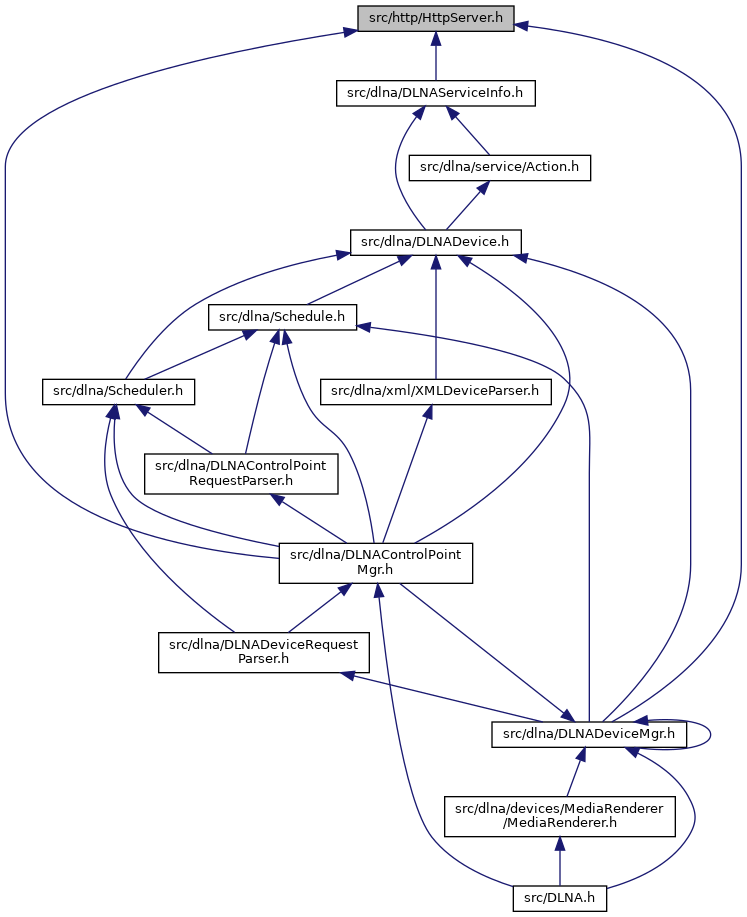 src/http/HttpServer.h
src/dlna/DLNAServiceInfo.h
src/dlna/service/Action.h
src/dlna/DLNADevice.h
src/dlna/Schedule.h
src/dlna/Scheduler.h
src/dlna/xml/XMLDeviceParser.h
src/dlna/DLNAControlPoint
RequestParser.h
src/dlna/DLNAControlPoint
Mgr.h
src/dlna/DLNADeviceRequest
Parser.h
src/dlna/DLNADeviceMgr.h
src/dlna/devices/MediaRenderer
/MediaRenderer.h
src/DLNA.h